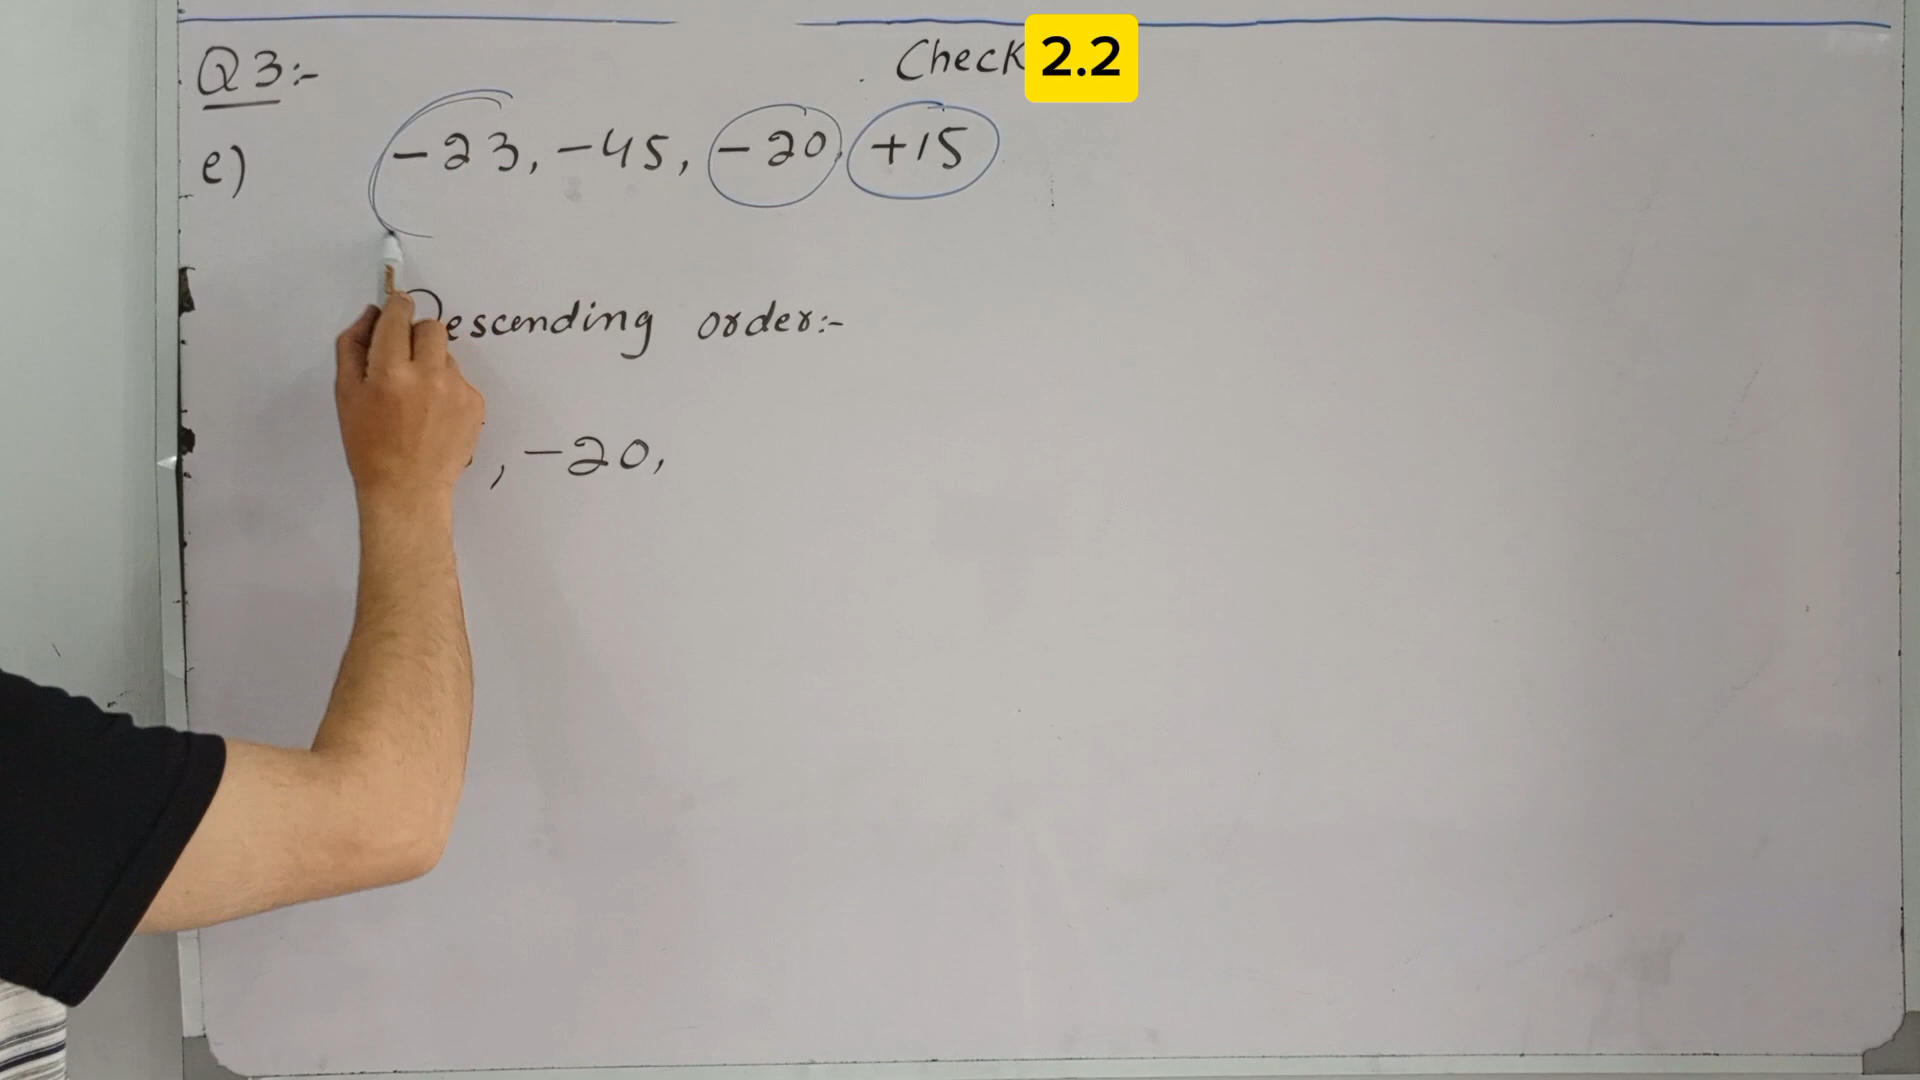 Q3:- Check 2.2
e) -23, -45, -20, +15
Descending order:-
, -20,